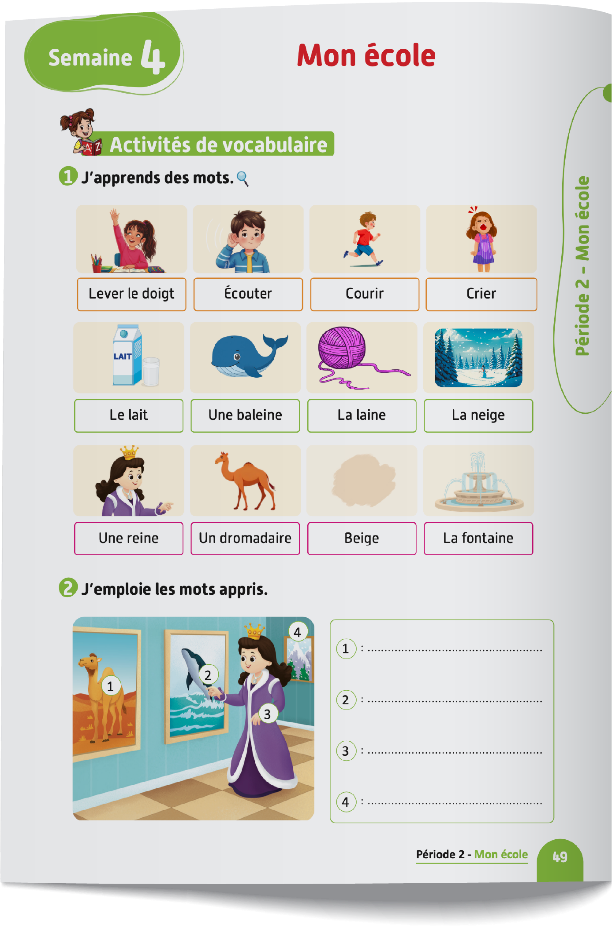 Semaine 4
Mon école
Activités de vocabulaire
1 J'apprends des mots.
Lever le doigt
Écouter
Courir
Crier
LAIT
Le lait
Une baleine
La laine
La neige
Une reine
Un dromadaire
Beige
La fontaine
2 J'emploie les mots appris.
1
2
3
4
1 : ................................................
2 : ................................................
3 : ................................................
4 : ................................................
Période 2 - Mon école
Période 2 - Mon école
49